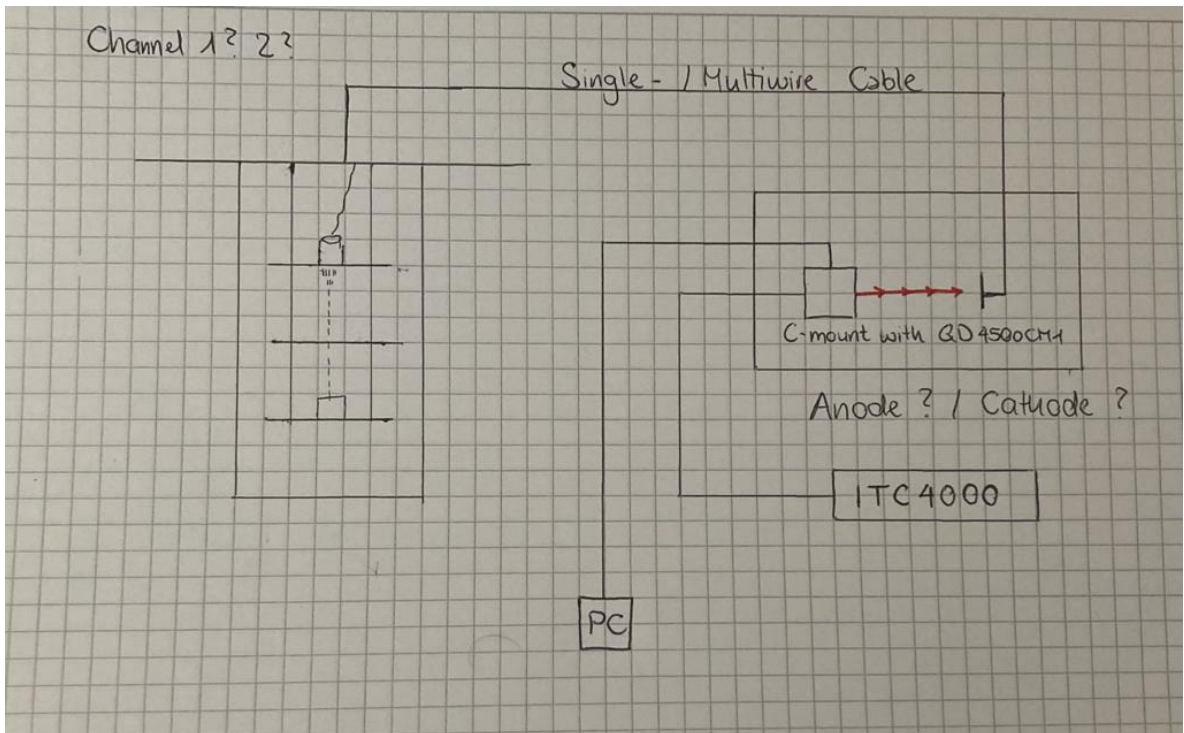 Channel 1? 2?
Single- / Multiwire Cable
C-mount with QD4500CM1
Anode ? / Cathode ?
ITC4000
PC